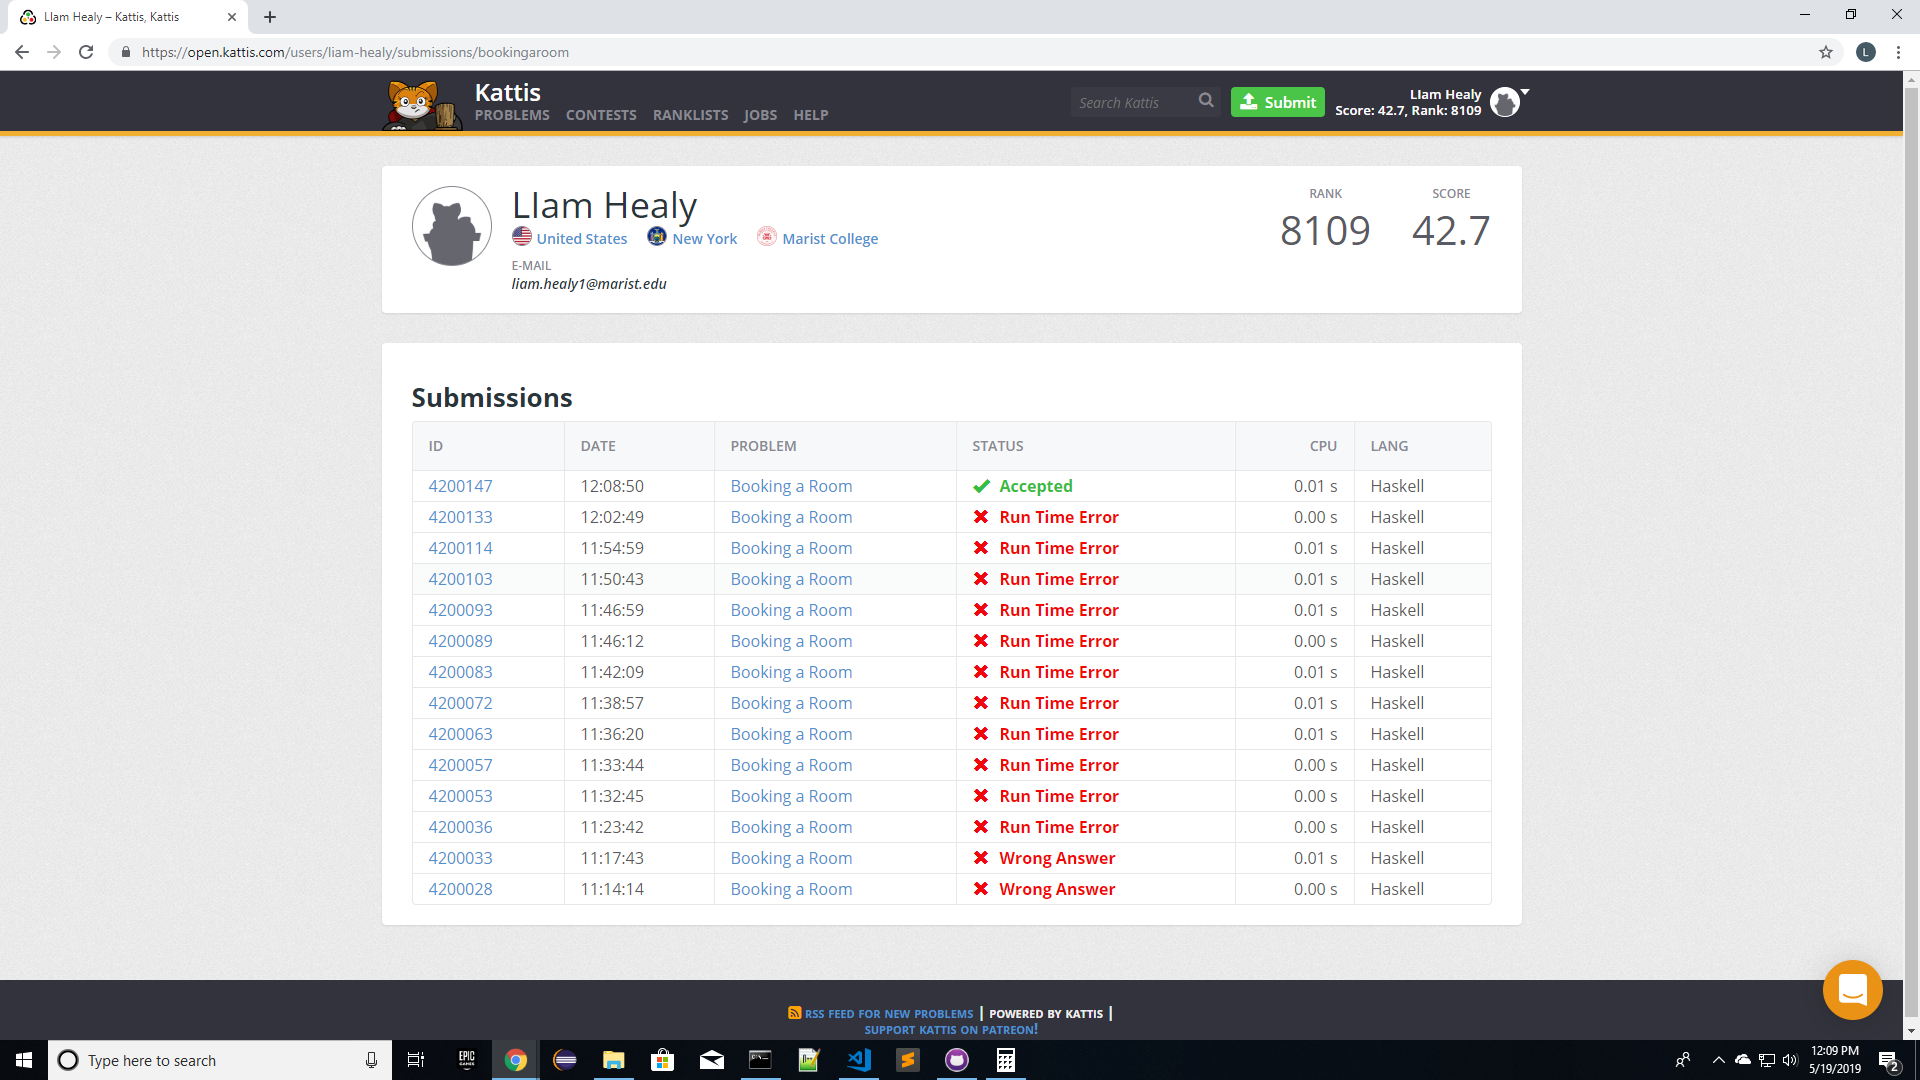 LIam Healy – Kattis, Kattis
https://open.kattis.com/users/liam-healy/submissions/bookingaroom
L
Kattis
PROBLEMS CONTESTS RANKLISTS JOBS HELP
Search Kattis
Submit
LIam Healy
Score: 42.7, Rank: 8109
LIam Healy
United States New York Marist College
E-MAIL
liam.healy1@marist.edu
RANK SCORE
8109 42.7
Submissions
ID DATE PROBLEM STATUS CPU LANG
4200147 12:08:50 Booking a Room Accepted 0.01 s Haskell
4200133 12:02:49 Booking a Room Run Time Error 0.00 s Haskell
4200114 11:54:59 Booking a Room Run Time Error 0.01 s Haskell
4200103 11:50:43 Booking a Room Run Time Error 0.01 s Haskell
4200093 11:46:59 Booking a Room Run Time Error 0.01 s Haskell
4200089 11:46:12 Booking a Room Run Time Error 0.00 s Haskell
4200083 11:42:09 Booking a Room Run Time Error 0.01 s Haskell
4200072 11:38:57 Booking a Room Run Time Error 0.01 s Haskell
4200063 11:36:20 Booking a Room Run Time Error 0.01 s Haskell
4200057 11:33:44 Booking a Room Run Time Error 0.00 s Haskell
4200053 11:32:45 Booking a Room Run Time Error 0.00 s Haskell
4200036 11:23:42 Booking a Room Run Time Error 0.00 s Haskell
4200033 11:17:43 Booking a Room Wrong Answer 0.01 s Haskell
4200028 11:14:14 Booking a Room Wrong Answer 0.00 s Haskell
RSS FEED FOR NEW PROBLEMS | POWERED BY KATTIS |
SUPPORT KATTIS ON PATREON!
Type here to search
EPIC GAMES
12:09 PM
5/19/2019
2